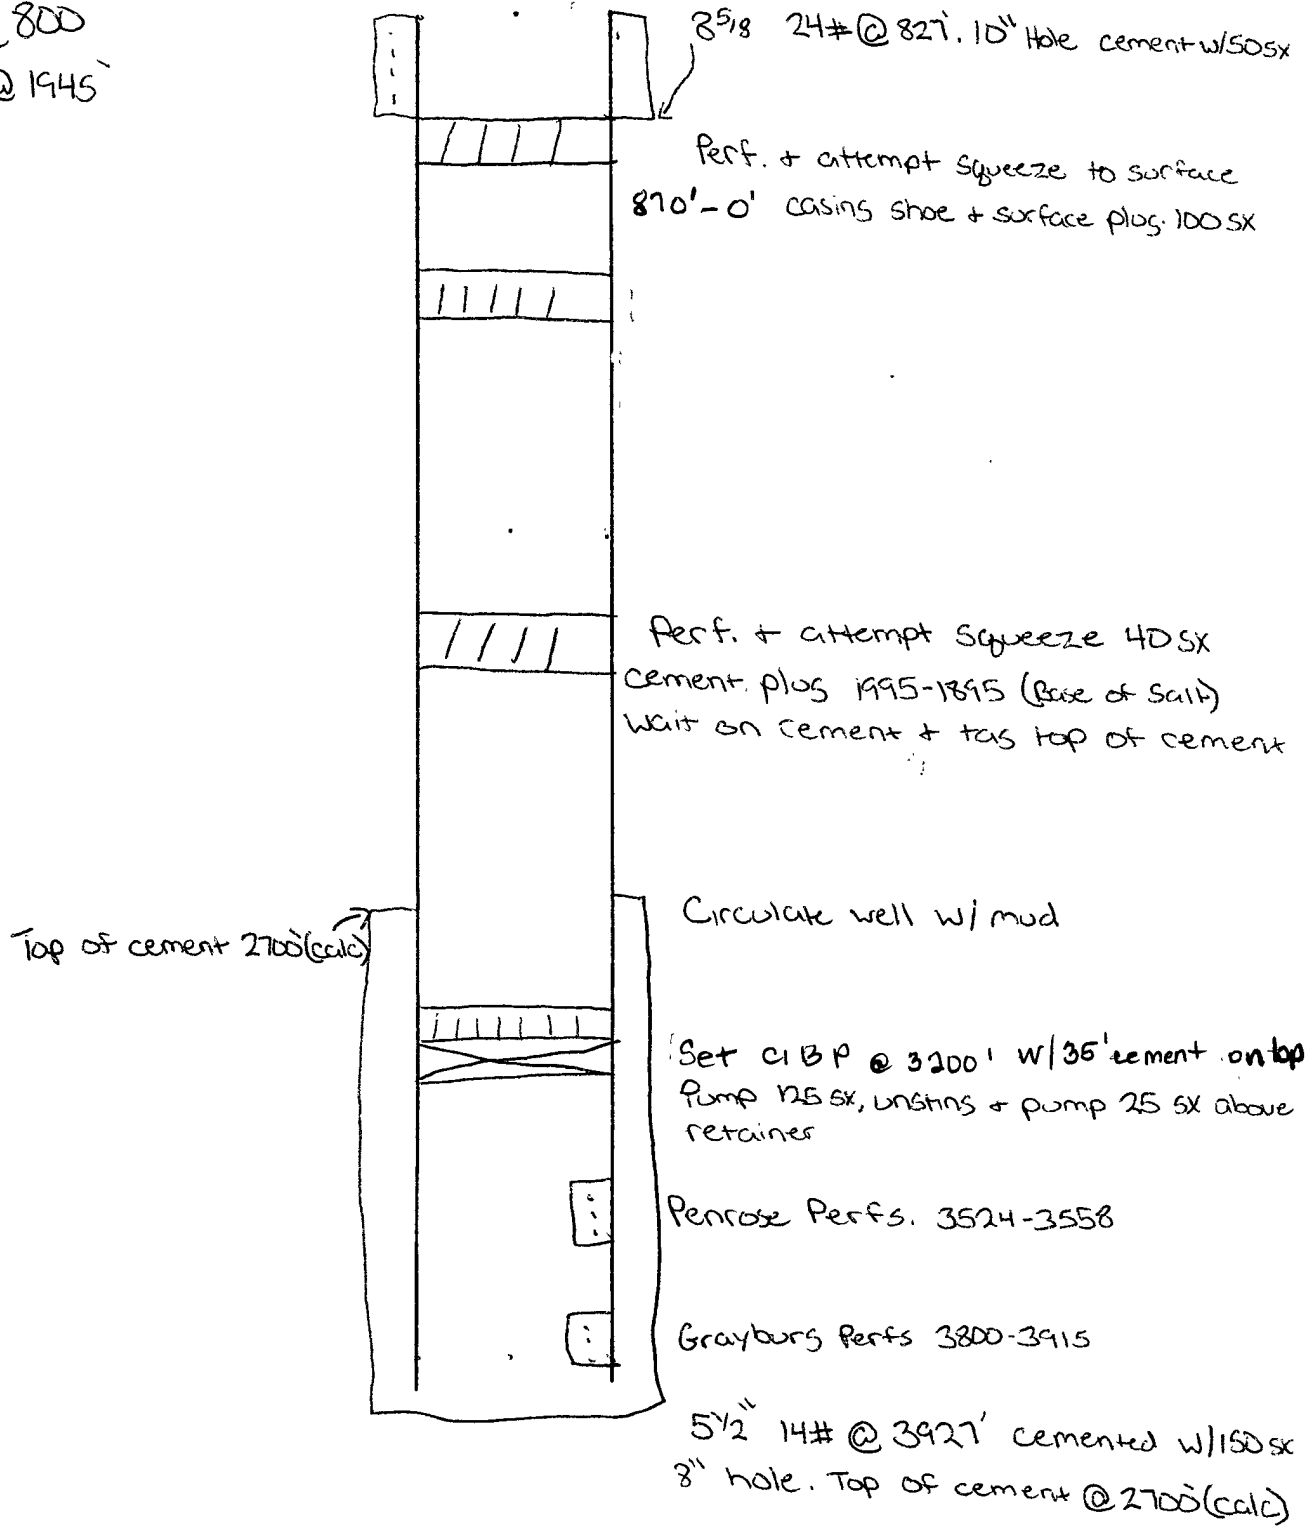 800
@ 1945'
8 5/8 24# @ 827'. 10" Hole cement w/50sx
Perf. + attempt squeeze to surface
870'-0' casing shoe + surface plug. 100 sx
Perf. + attempt squeeze 40 sx
cement. plug 1995-1895 (Base of Salt)
Wait on cement + tag top of cement
Circulate well w/ mud
Top of cement 2700' (calc)
Set CIBP @ 3200' w/35' cement on top
Pump 125 sx, unsting + pump 25 sx above
retainer
Penrose Perfs. 3524-3558
Grayburg Perfs 3800-3915
5 1/2" 14# @ 3927' cemented w/150 sx
8" hole. Top of cement @ 2700' (calc)